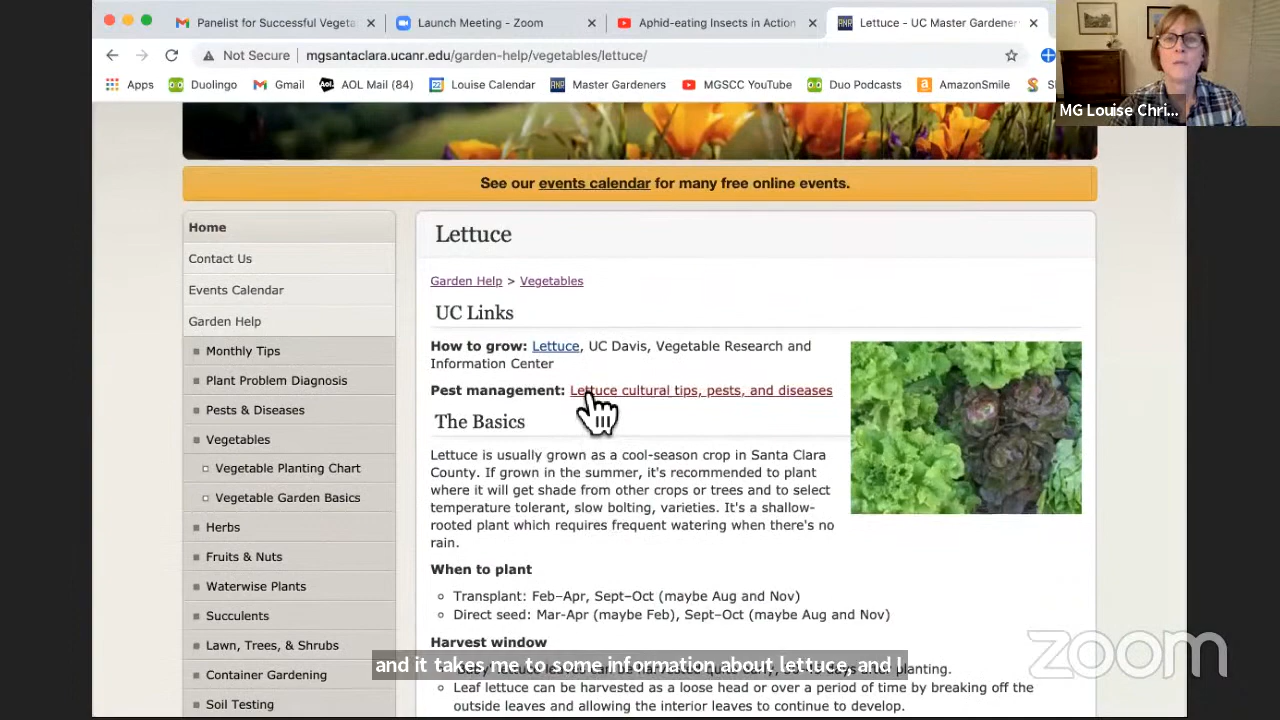 Panelist for Successful Vegeta
Launch Meeting - Zoom
Aphid-eating Insects in Action
Lettuce - UC Master Gardener
Not Secure
mgsantaclara.ucanr.edu/garden-help/vegetables/lettuce/
Apps
Duolingo
Gmail
AOL Mail (84)
Louise Calendar
Master Gardeners
MGSCC YouTube
Duo Podcasts
AmazonSmile
MG Louise Chri...
See our events calendar for many free online events.
Home
Contact Us
Events Calendar
Garden Help
Monthly Tips
Plant Problem Diagnosis
Pests & Diseases
Vegetables
Vegetable Planting Chart
Vegetable Garden Basics
Herbs
Fruits & Nuts
Waterwise Plants
Succulents
Lawn, Trees, & Shrubs
Container Gardening
Soil Testing
Lettuce
Garden Help > Vegetables
UC Links
How to grow: Lettuce, UC Davis, Vegetable Research and
Information Center
Pest management: Lettuce cultural tips, pests, and diseases
The Basics
Lettuce is usually grown as a cool-season crop in Santa Clara
County. If grown in the summer, it's recommended to plant
where it will get shade from other crops or trees and to select
temperature tolerant, slow bolting, varieties. It's a shallow-
rooted plant which requires frequent watering when there's no
rain.
When to plant
Transplant: Feb–Apr, Sept–Oct (maybe Aug and Nov)
Direct seed: Mar-Apr (maybe Feb), Sept–Oct (maybe Aug and Nov)
Harvest window
planting.
and it takes me to some information about lettuce, and I
Leaf lettuce can be harvested as a loose head or over a period of time by breaking off the
outside leaves and allowing the interior leaves to continue to develop.
zoom